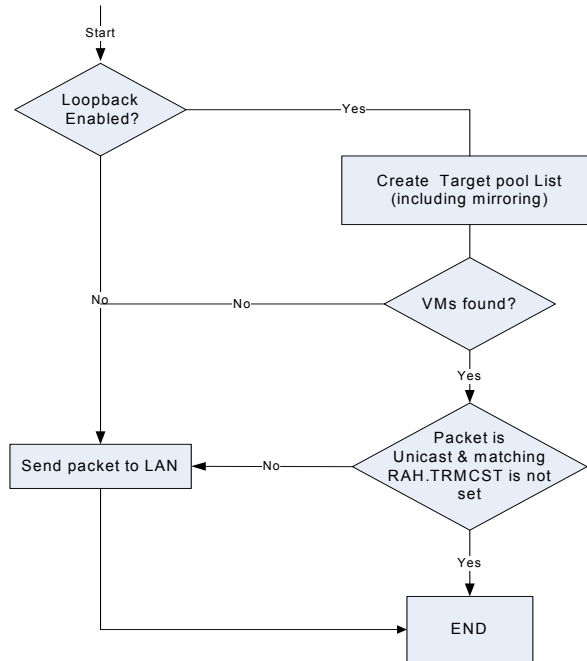 Start
Loopback
Enabled?
Yes
Create Target pool List
(including mirroring)
VMs found?
No
No
Yes
Packet is
Unicast & matching
RAH.TRMCST is not
set
No
Send packet to LAN
Yes
END